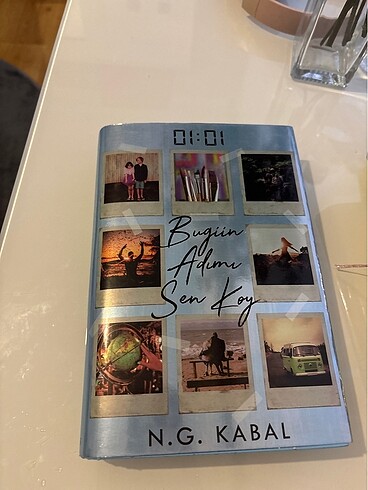 01:01
Bugün
Adımı
Sen Koy
N.G. KABAL